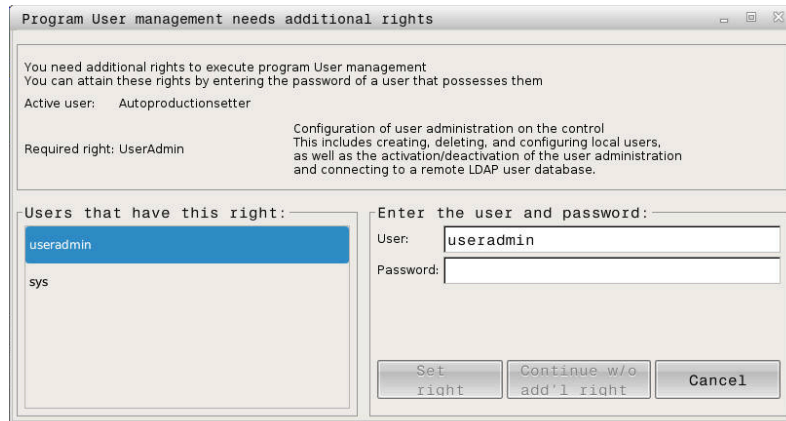 Program User management needs additional rights
You need additional rights to execute program User management
You can attain these rights by entering the password of a user that possesses them
Active user: Autoproductionsetter
Required right: UserAdmin
Configuration of user administration on the control
This includes creating, deleting, and configuring local users,
as well as the activation/deactivation of the user administration
and connecting to a remote LDAP user database.
Users that have this right:
useradmin
sys
Enter the user and password:
User: useradmin
Password:
Set
right
Continue w/o
add'l right
Cancel